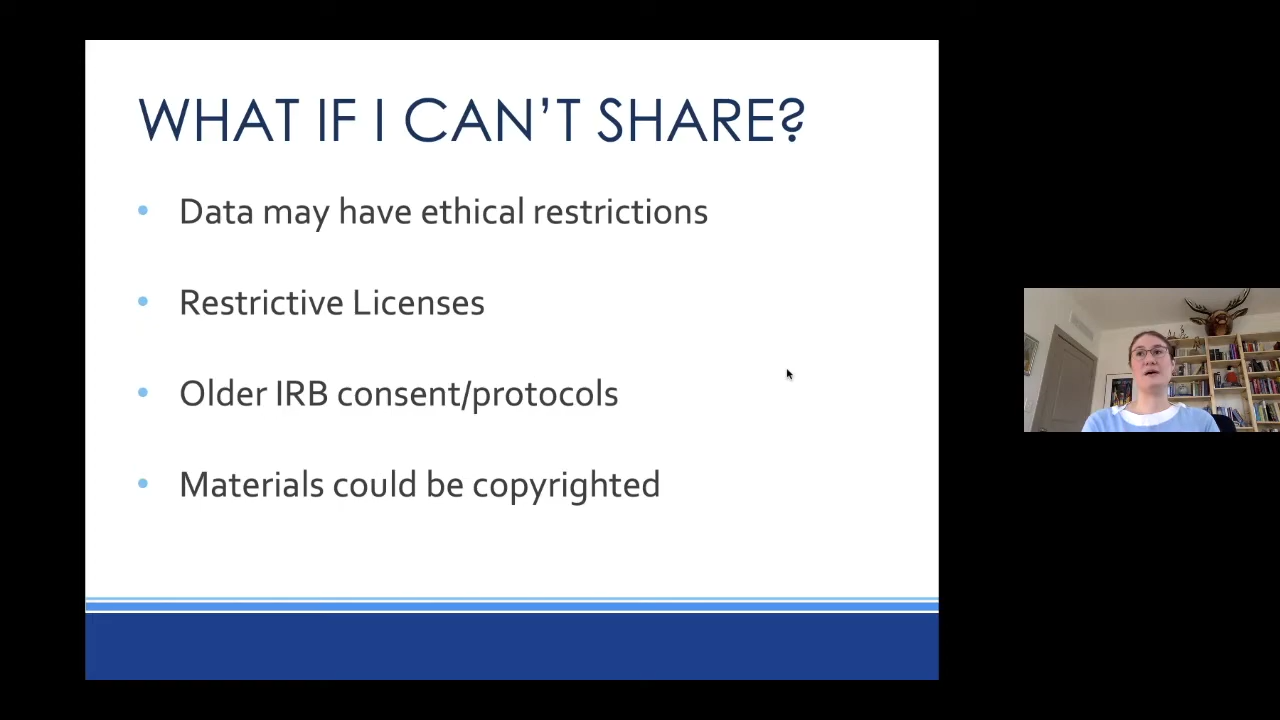 WHAT IF I CAN'T SHARE?
• Data may have ethical restrictions
• Restrictive Licenses
• Older IRB consent/protocols
• Materials could be copyrighted